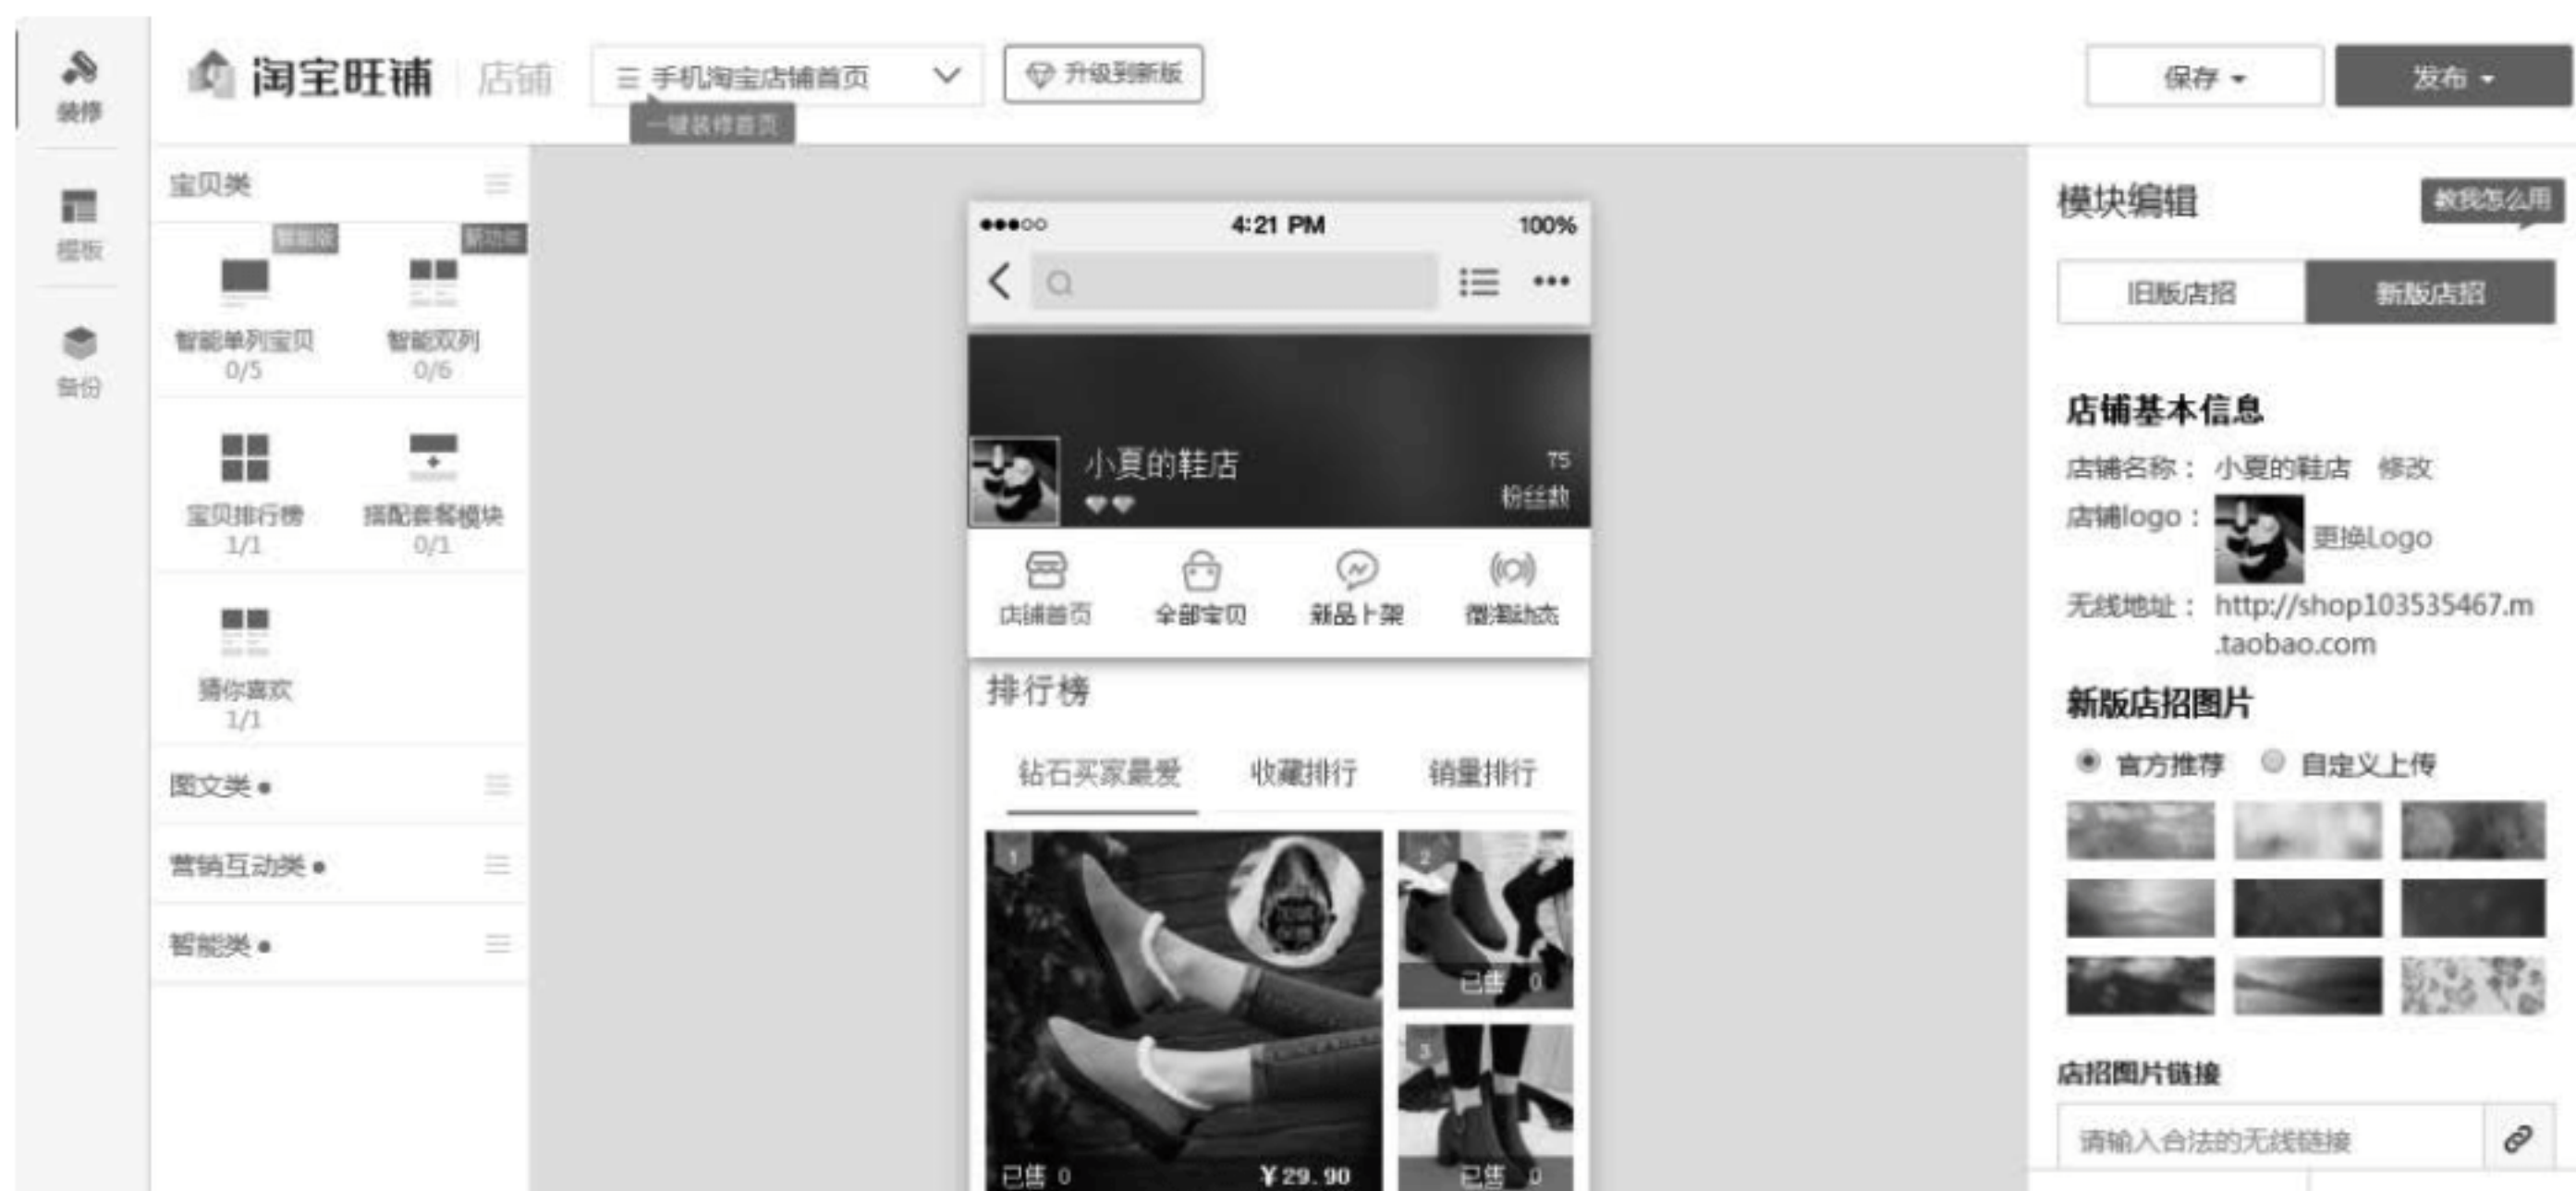 装修
模板
备份
淘宝旺铺 店铺
手机淘宝店铺首页
一键装修首页
升级到新版
保存
发布
宝贝类
智能版 新功能
智能单列宝贝 智能双列
0/5 0/6
宝贝排行榜 搭配套餐模块
1/1 0/1
猜你喜欢
1/1
图文类
营销互动类
智能类
4:21 PM 100%
小夏的鞋店
75
粉丝数
店铺首页 全部宝贝 新品上架 微淘动态
排行榜
钻石买家最爱 收藏排行 销量排行
1
已售 0 ¥29.90
2
已售 0
3
已售 0
模块编辑 教我怎么用
旧版店招 新版店招
店铺基本信息
店铺名称： 小夏的鞋店 修改
店铺logo： 更换Logo
无线地址： http://shop103535467.m
.taobao.com
新版店招图片
官方推荐 自定义上传
店招图片链接
请输入合法的无线链接